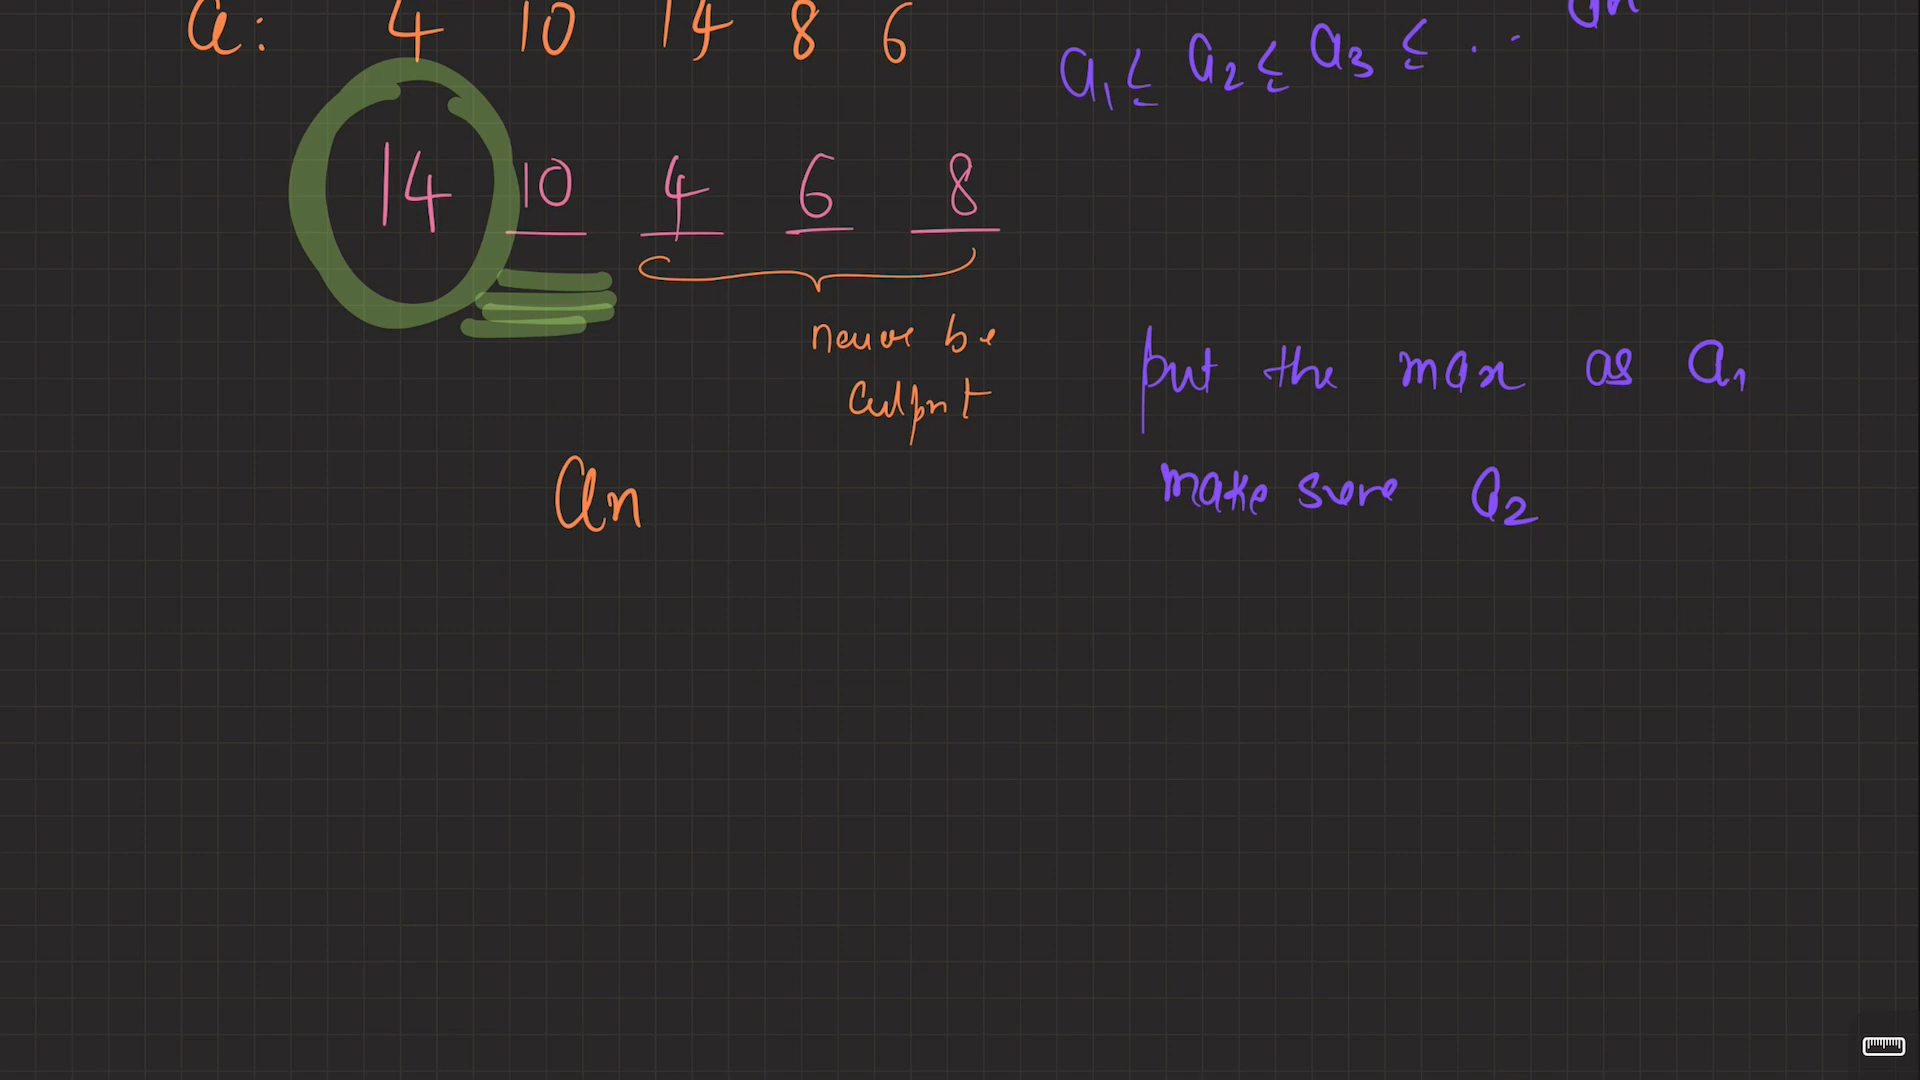 a: 4 10 14 8 6
a1 ≤ a2 ≤ a3 ≤ ..
14 10 4 6 8
never be
culprit
put the max as a1
an
make sure a2